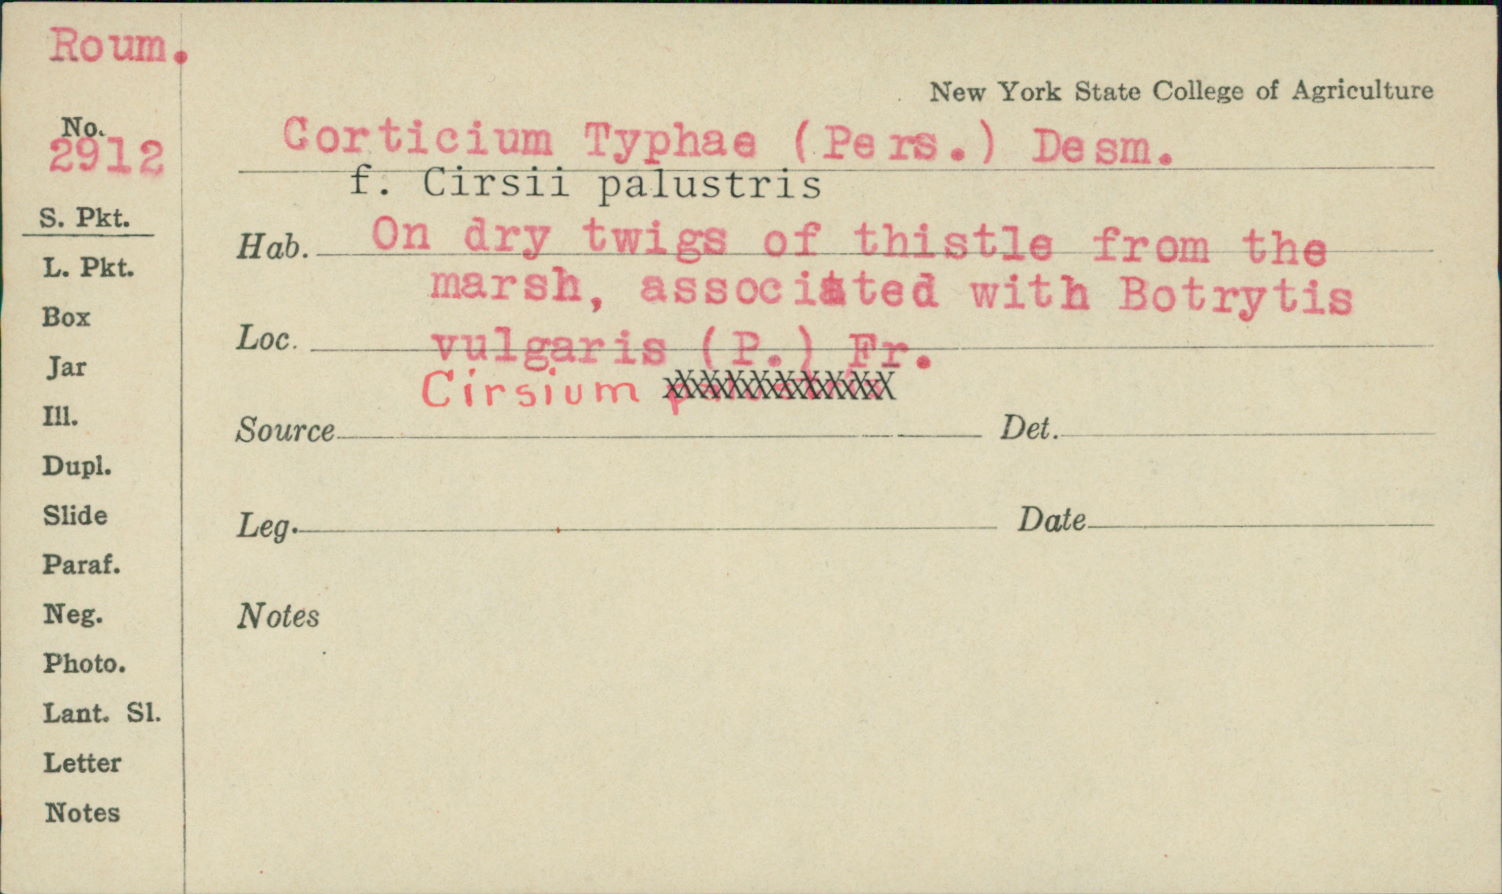 Roum.
New York State College of Agriculture
No.
2912
Corticium Typhae (Pers.) Desm.
f. Cirsii palustris
S. Pkt.
Hab. On dry twigs of thistle from the
marsh, associated with Botrytis
Loc. vulgaris (P.) Fr.
Cirsium
Source Det.
Leg. Date
Notes
L. Pkt.
Box
Jar
Ill.
Dupl.
Slide
Paraf.
Neg.
Photo.
Lant. Sl.
Letter
Notes